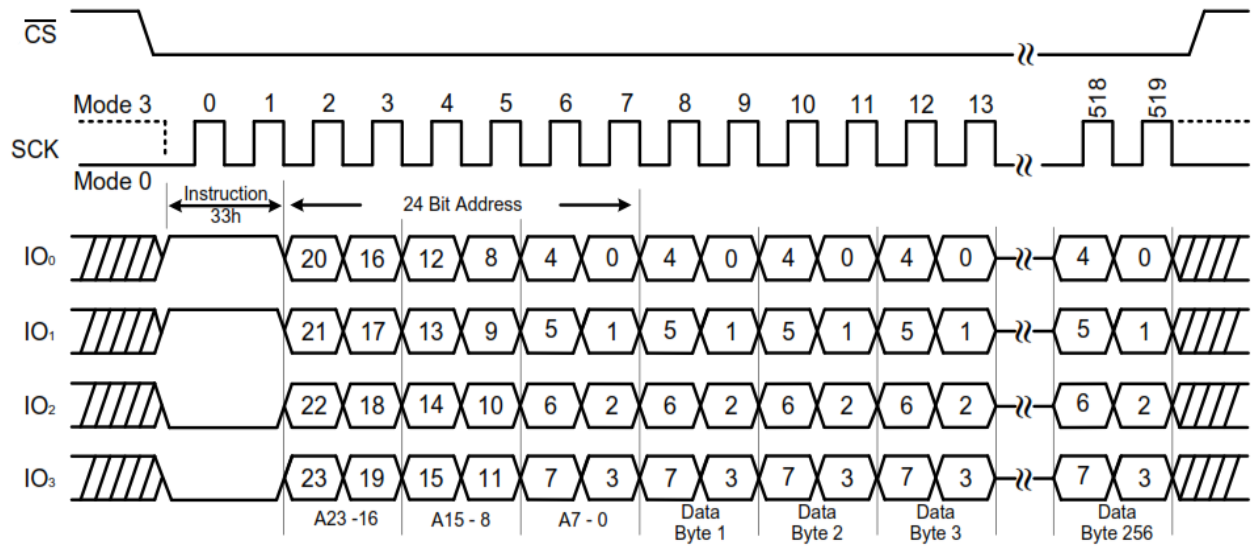 CS
Mode 3
0 1 2 3 4 5 6 7 8 9 10 11 12 13 518 519
SCK
Mode 0
Instruction
33h
24 Bit Address
IO₀ 20 16 12 8 4 0 4 0 4 0 4 0 4 0
IO₁ 21 17 13 9 5 1 5 1 5 1 5 1 5 1
IO₂ 22 18 14 10 6 2 6 2 6 2 6 2 6 2
IO₃ 23 19 15 11 7 3 7 3 7 3 7 3 7 3
A23 -16 A15 - 8 A7 - 0
Data
Byte 1
Data
Byte 2
Data
Byte 3
Data
Byte 256